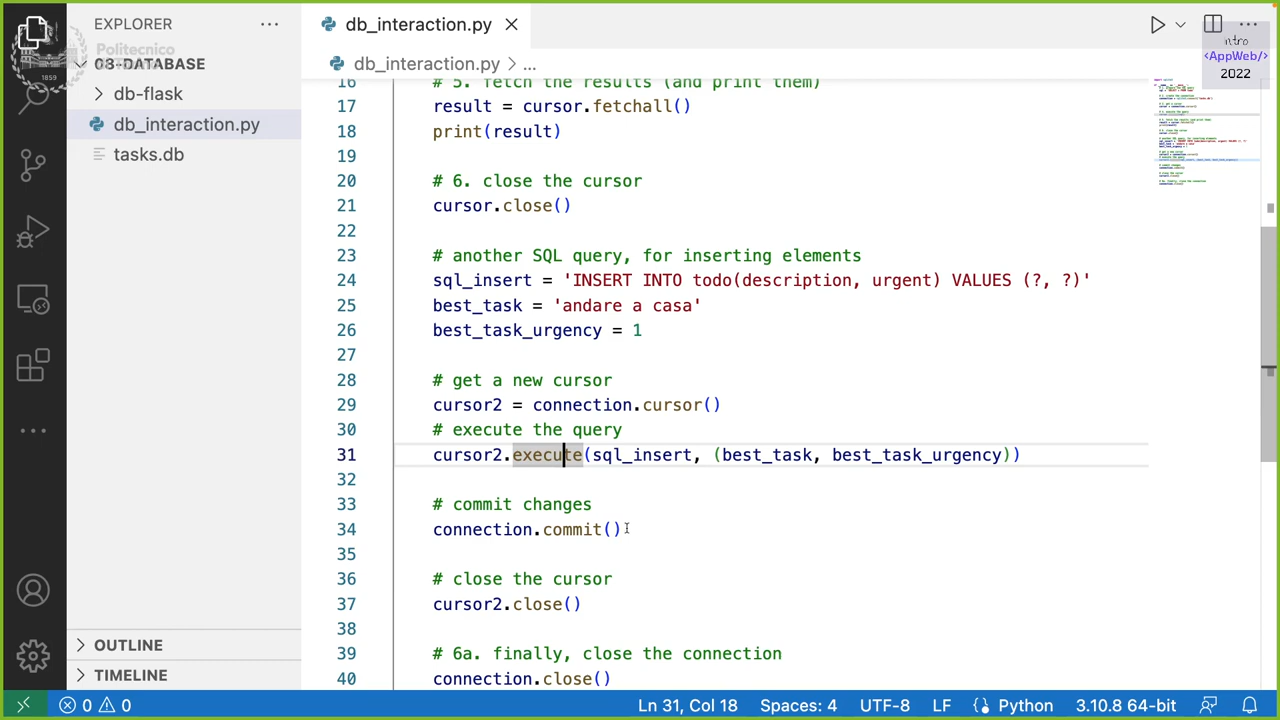 EXPLORER
db_interaction.py
Politecnico
1859
08-DATABASE
db-flask
db_interaction.py
tasks.db
OUTLINE
TIMELINE
db_interaction.py > ...
ntro
<AppWeb/>
2022
16 # 5. fetch the results (and print them)
17 result = cursor.fetchall()
18 print(result)
19
20 # 6. close the cursor
21 cursor.close()
22
23 # another SQL query, for inserting elements
24 sql_insert = 'INSERT INTO todo(description, urgent) VALUES (?, ?)'
25 best_task = 'andare a casa'
26 best_task_urgency = 1
27
28 # get a new cursor
29 cursor2 = connection.cursor()
30 # execute the query
31 cursor2.execute(sql_insert, (best_task, best_task_urgency))
32
33 # commit changes
34 connection.commit()
35
36 # close the cursor
37 cursor2.close()
38
39 # 6a. finally, close the connection
40 connection.close()
0 0
Ln 31, Col 18
Spaces: 4
UTF-8
LF
Python
3.10.8 64-bit